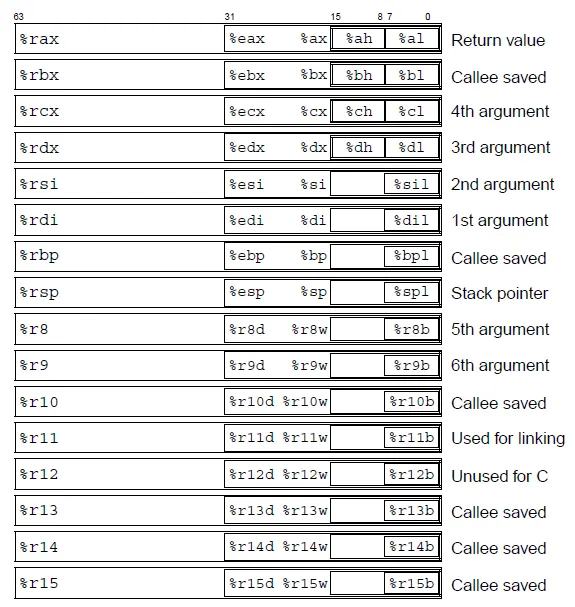 63 31 15 8 7 0
%rax %eax %ax %ah %al Return value
%rbx %ebx %bx %bh %bl Callee saved
%rcx %ecx %cx %ch %cl 4th argument
%rdx %edx %dx %dh %dl 3rd argument
%rsi %esi %si %sil 2nd argument
%rdi %edi %di %dil 1st argument
%rbp %ebp %bp %bpl Callee saved
%rsp %esp %sp %spl Stack pointer
%r8 %r8d %r8w %r8b 5th argument
%r9 %r9d %r9w %r9b 6th argument
%r10 %r10d %r10w %r10b Callee saved
%r11 %r11d %r11w %r11b Used for linking
%r12 %r12d %r12w %r12b Unused for C
%r13 %r13d %r13w %r13b Callee saved
%r14 %r14d %r14w %r14b Callee saved
%r15 %r15d %r15w %r15b Callee saved